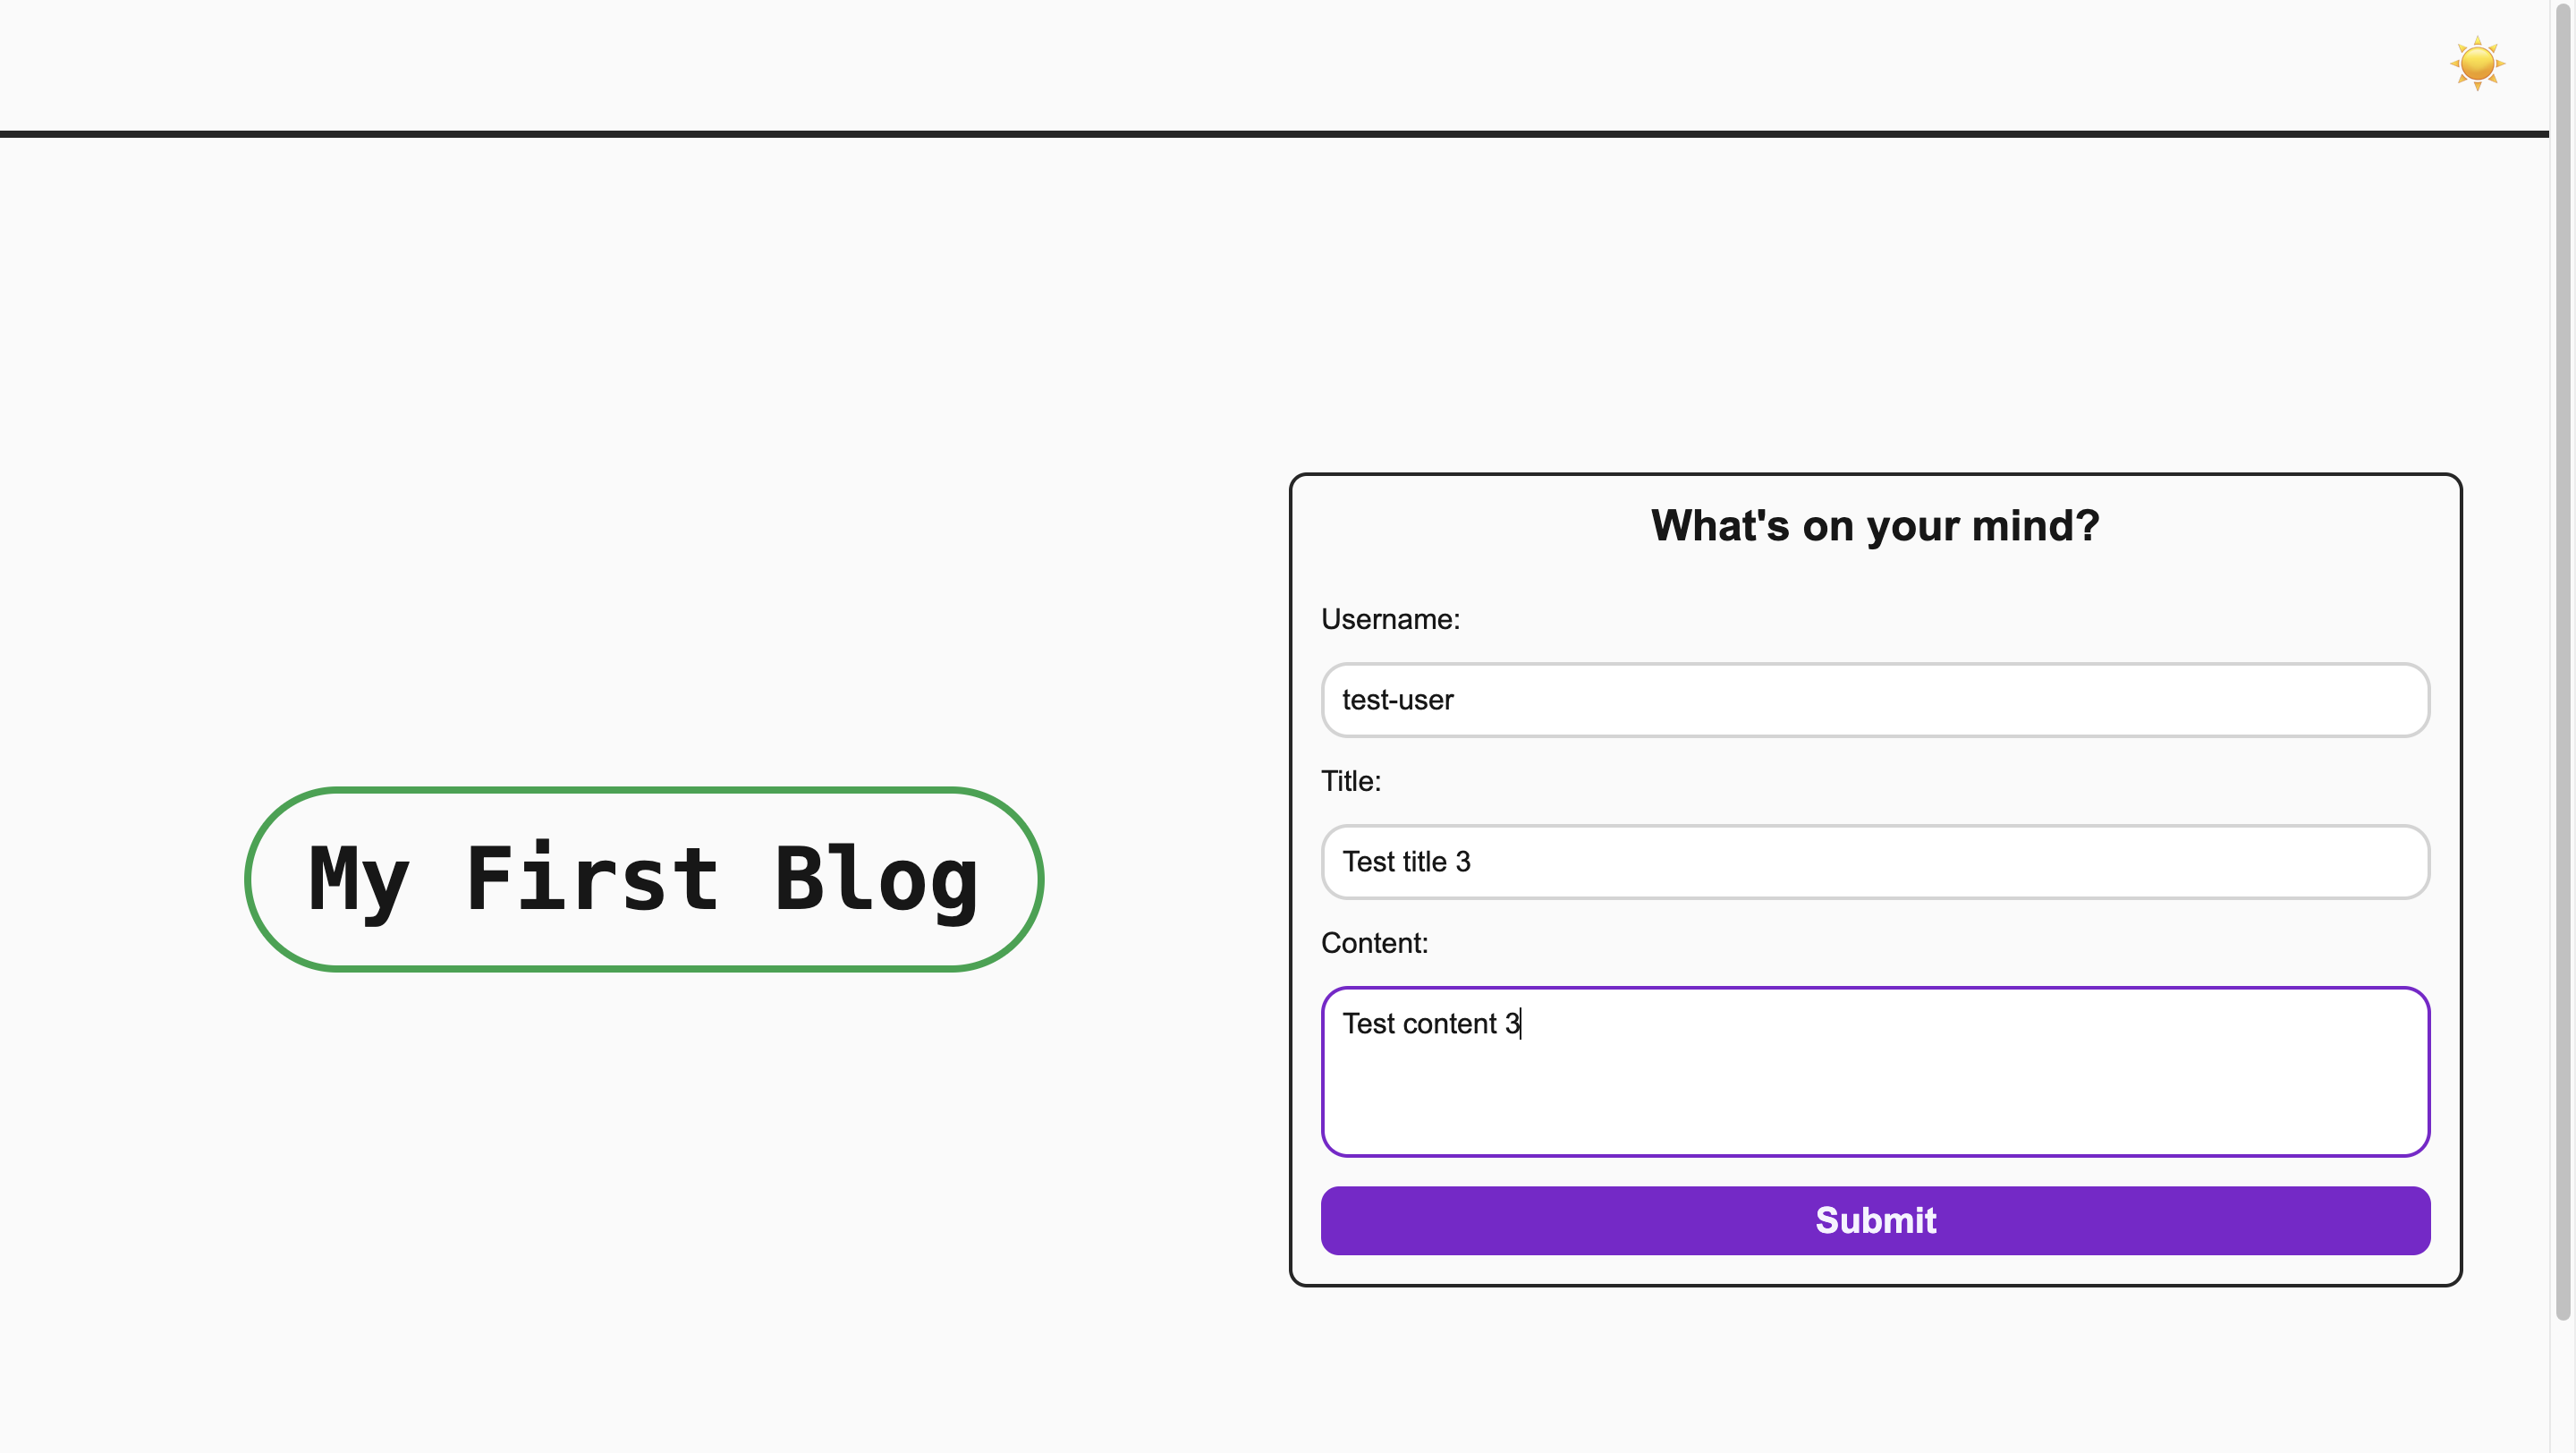 My First Blog
What's on your mind?
Username:
test-user
Title:
Test title 3
Content:
Test content 3
Submit